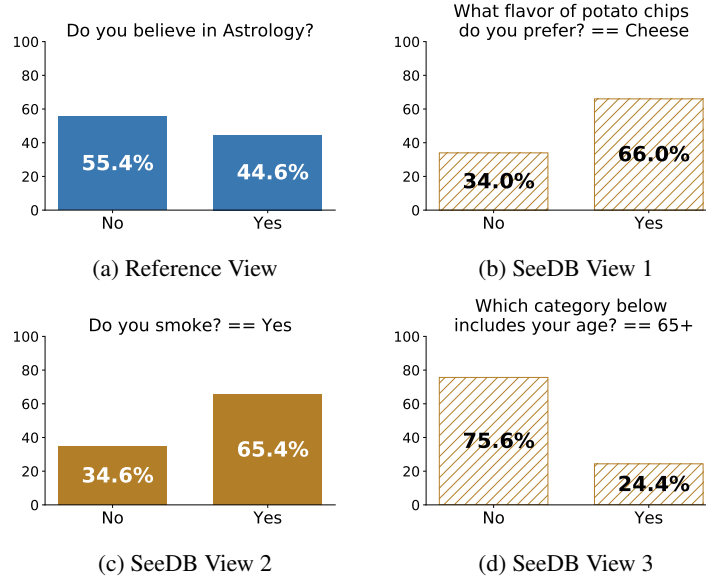 Do you believe in Astrology?
100
80
60
40
20
0
55.4%
44.6%
No
Yes
(a) Reference View
What flavor of potato chips
do you prefer? == Cheese
100
80
60
40
20
0
34.0%
66.0%
No
Yes
(b) SeeDB View 1
Do you smoke? == Yes
100
80
60
40
20
0
34.6%
65.4%
No
Yes
(c) SeeDB View 2
Which category below
includes your age? == 65+
100
80
60
40
20
0
75.6%
24.4%
No
Yes
(d) SeeDB View 3